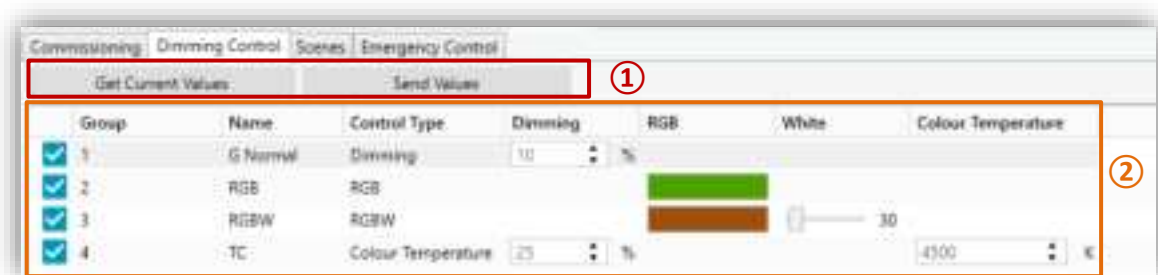 Commissioning Dimming Control Scenes Emergency Control
Get Current Values Send Values ①
Group Name Control Type Dimming RGB White Colour Temperature
1 G Normal Dimming 10 %
②
2 RGB RGB
3 RGBW RGBW 30
4 TC Colour Temperature 25 % 4500 K